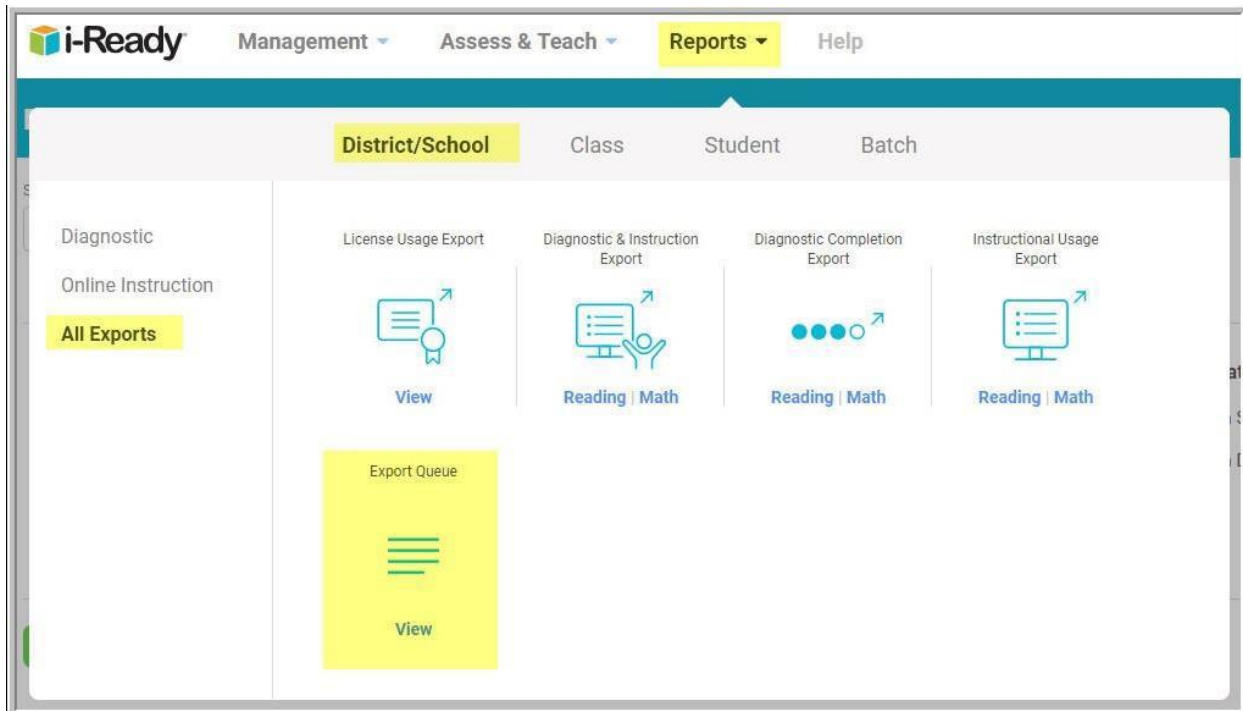 i-Ready Management Assess & Teach Reports Help
District/School Class Student Batch
Diagnostic
Online Instruction
All Exports
License Usage Export
View
Diagnostic & Instruction
Export
Reading | Math
Diagnostic Completion
Export
Reading | Math
Instructional Usage
Export
Reading | Math
Export Queue
View